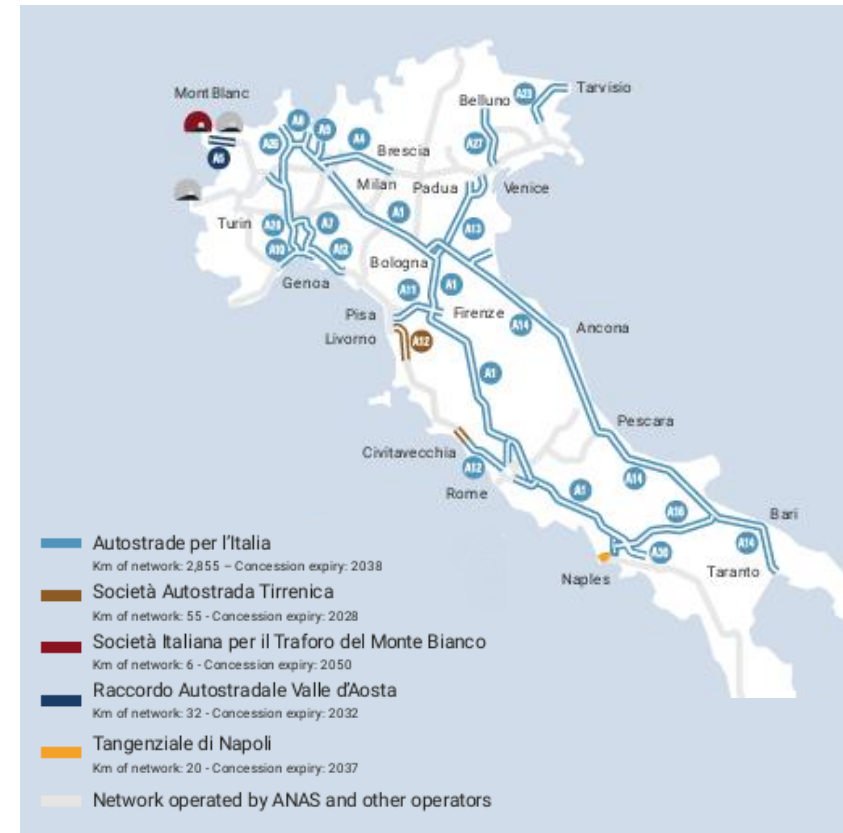 Mont Blanc
Tarvisio
Belluno
A23
A8
A9
A26
A4
A5
A27
Brescia
Milan
Padua
Venice
A1
Turin
A7
A13
A10
A12
Bologna
Genoa
A11
A1
Pisa
Firenze
A14
Livorno
A12
Ancona
A1
Pescara
Civitavecchia
A12
A14
Rome
A1
A16
Bari
A14
A30
Naples
Taranto
Autostrade per l'Italia
Km of network: 2,855 – Concession expiry: 2038
Società Autostrada Tirrenica
Km of network: 55 - Concession expiry: 2028
Società Italiana per il Traforo del Monte Bianco
Km of network: 6 - Concession expiry: 2050
Raccordo Autostradale Valle d'Aosta
Km of network: 32 - Concession expiry: 2032
Tangenziale di Napoli
Km of network: 20 - Concession expiry: 2037
Network operated by ANAS and other operators